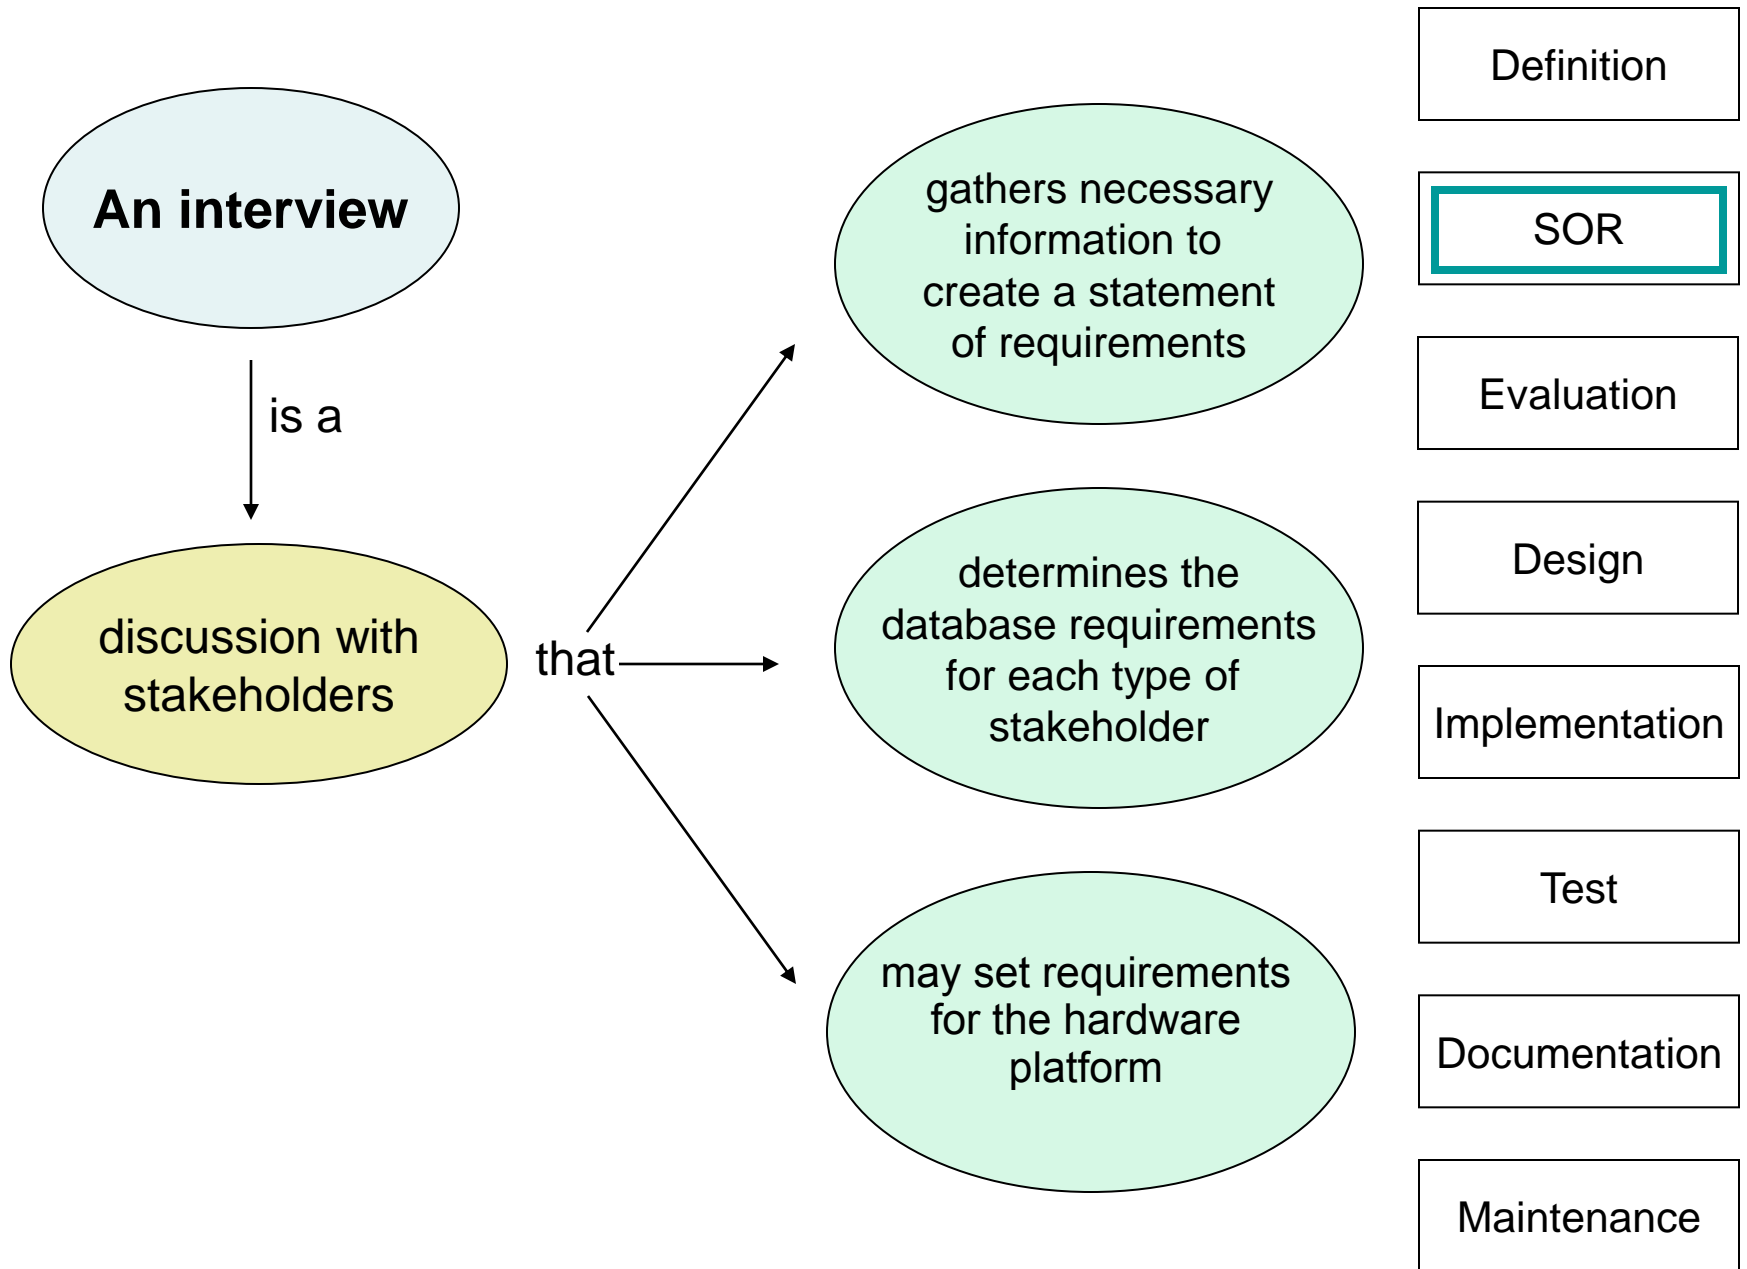 An interview
is a
discussion with
stakeholders
that
gathers necessary
information to
create a statement
of requirements
determines the
database requirements
for each type of
stakeholder
may set requirements
for the hardware
platform
Definition
SOR
Evaluation
Design
Implementation
Test
Documentation
Maintenance